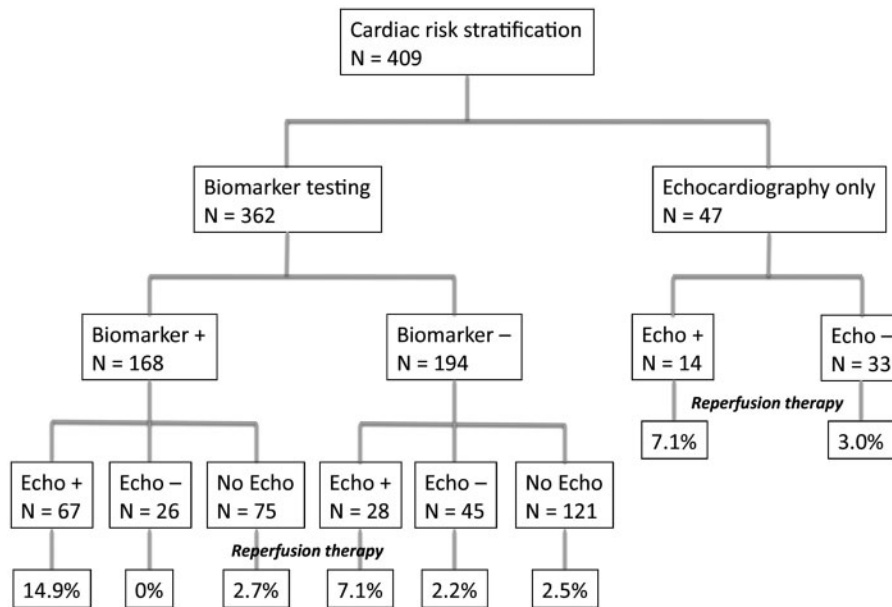 Cardiac risk stratification
N = 409
Biomarker testing
N = 362
Echocardiography only
N = 47
Biomarker +
N = 168
Biomarker –
N = 194
Echo +
N = 14
Echo –
N = 33
Reperfusion therapy
7.1%
3.0%
Echo +
N = 67
Echo –
N = 26
No Echo
N = 75
Echo +
N = 28
Echo –
N = 45
No Echo
N = 121
Reperfusion therapy
14.9%
0%
2.7%
7.1%
2.2%
2.5%